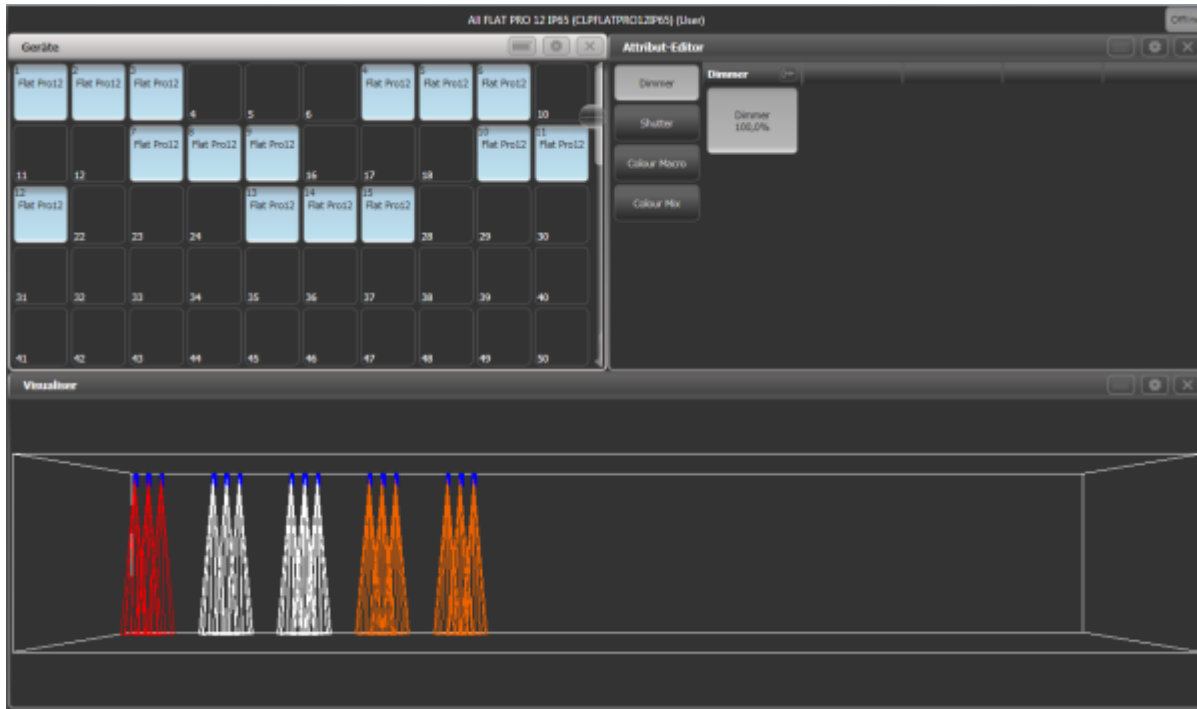 All FLAT PRO 12 IP65 (CLPFLATPRO12IP65) (User)
Geräte
1 2 3 4 5 6
Flat Pro12 Flat Pro12 Flat Pro12 Flat Pro12 Flat Pro12 Flat Pro12
4 5 6 10
7 8 9 10 11
Flat Pro12 Flat Pro12 Flat Pro12 Flat Pro12 Flat Pro12
11 12 16 17 18
12 13 14 15
Flat Pro12 Flat Pro12 Flat Pro12 Flat Pro12
22 23 24 28 29 30
31 32 33 34 35 36 37 38 39 40
41 42 43 44 45 46 47 48 49 50
Attribut-Editor
Dimmer
Shutter
Colour Macro
Colour Mix
Dimmer
Dimmer
100,0%
Visualiser